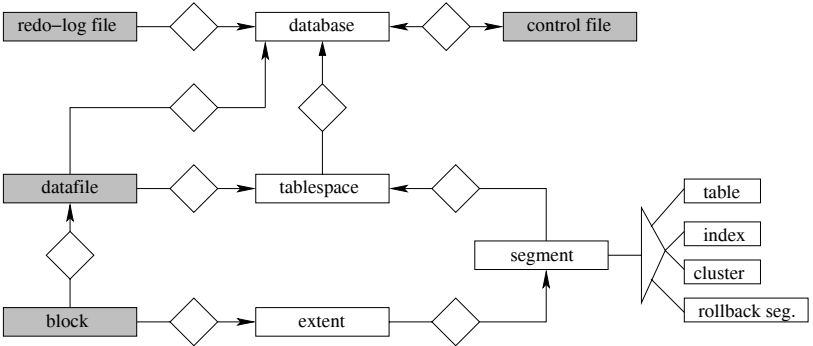 redo−log file
database
control file
datafile
tablespace
table
index
segment
cluster
block
extent
rollback seg.